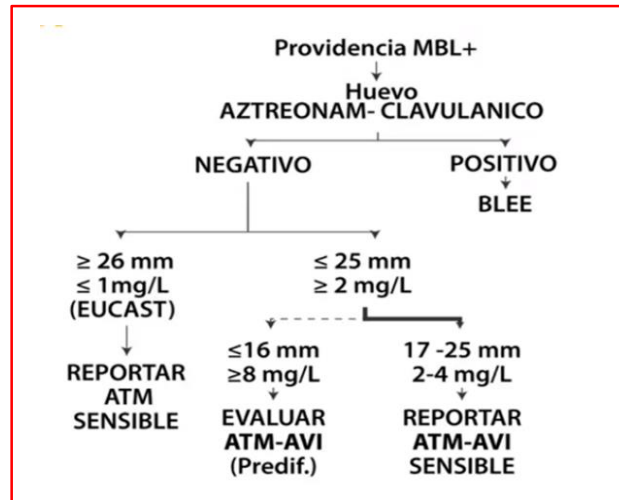 Providencia MBL+
Huevo
AZTREONAM- CLAVULANICO
NEGATIVO
POSITIVO
BLEE
≥ 26 mm
≤ 1mg/L
(EUCAST)
REPORTAR
ATM
SENSIBLE
≤ 25 mm
≥ 2 mg/L
≤16 mm
≥8 mg/L
EVALUAR
ATM-AVI
(Predif.)
17 -25 mm
2-4 mg/L
REPORTAR
ATM-AVI
SENSIBLE